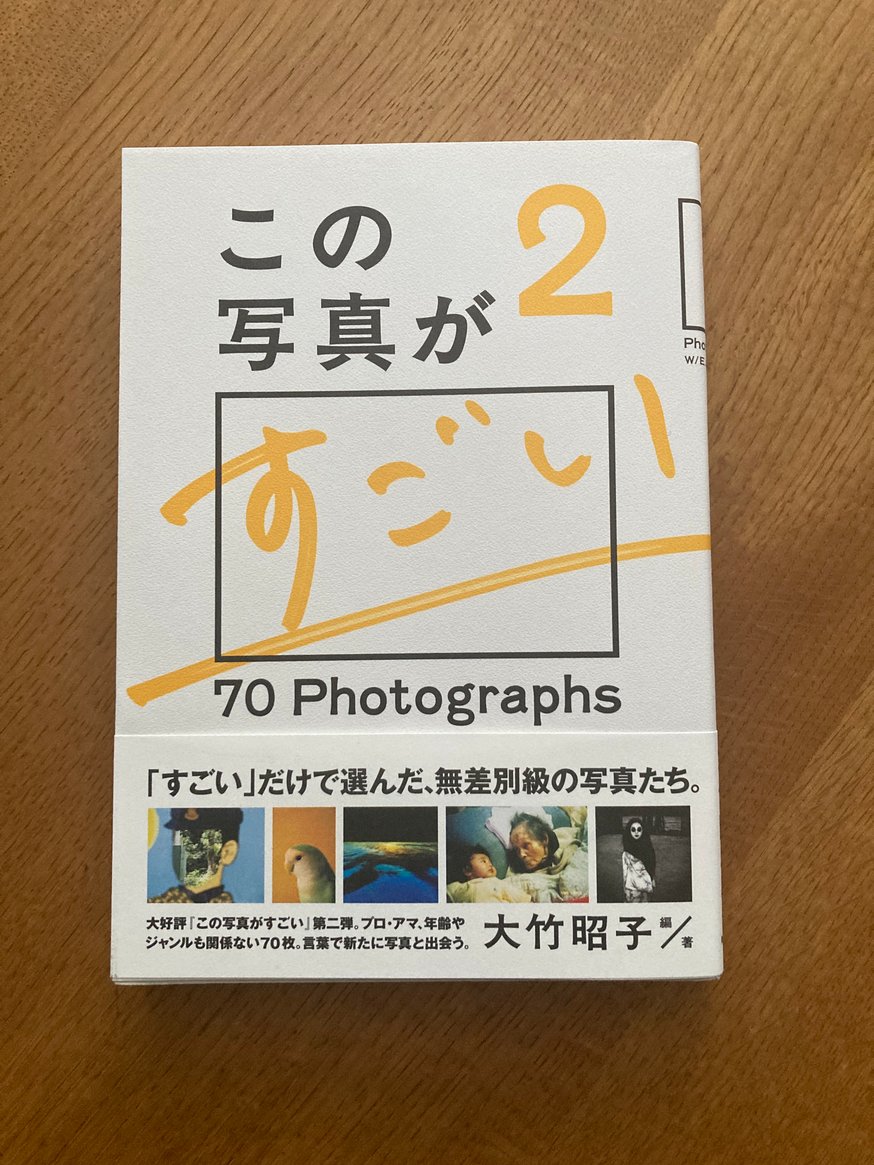 この
写真が
2
すごい
70 Photographs
Pho
W/E
「すごい」だけで選んだ、無差別級の写真たち。
大好評『この写真がすごい』第二弾。プロ・アマ、年齢や
ジャンルも関係ない70枚。言葉で新たに写真と出会う。
大竹昭子 編／著